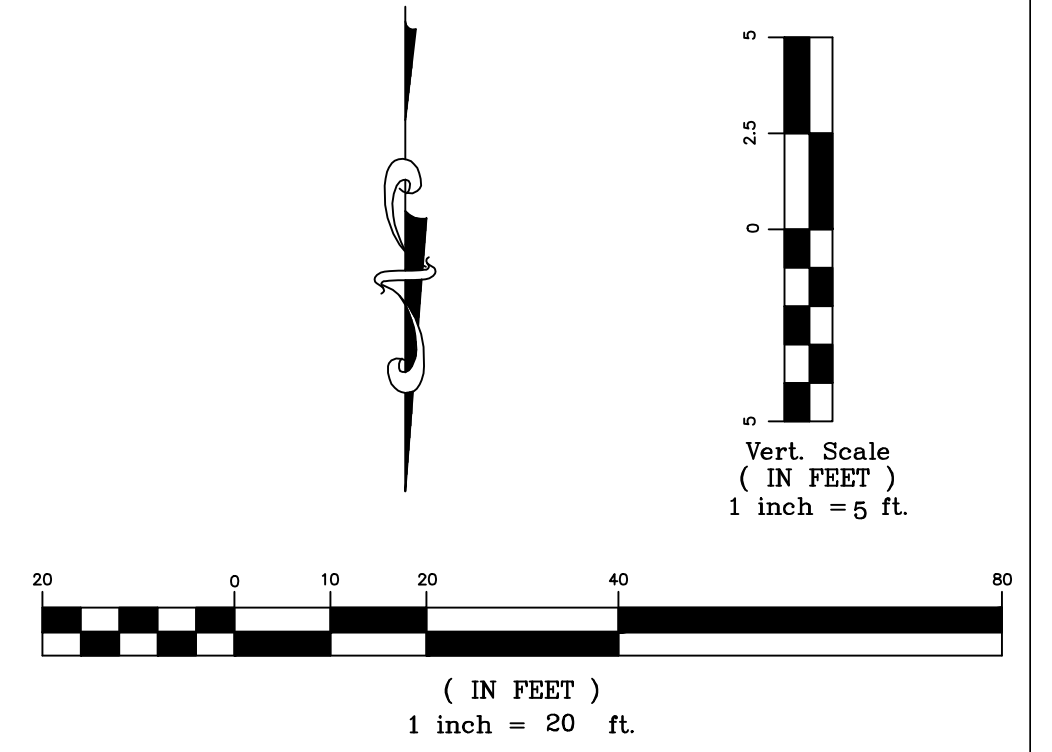 5
2.5
0
5
Vert. Scale
( IN FEET )
1 inch = 5 ft.
20 0 10 20 40 80
( IN FEET )
1 inch = 20 ft.